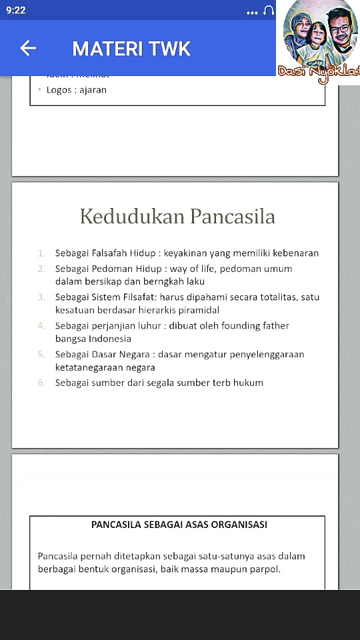 9:22
MATERI TWK
Dasi Ngoklat
Logos : ajaran
Kedudukan Pancasila
1. Sebagai Falsafah Hidup : keyakinan yang memiliki kebenaran
2. Sebagai Pedoman Hidup : way of life, pedoman umum
dalam bersikap dan berngkah laku
3. Sebagai Sistem Filsafat: harus dipahami secara totalitas, satu
kesatuan berdasar hierarkis piramidal
4. Sebagai perjanjian luhur : dibuat oleh founding father
bangsa Indonesia
5. Sebagai Dasar Negara : dasar mengatur penyelenggaraan
ketatanegaraan negara
6. Sebagai sumber dari segala sumber terb hukum
PANCASILA SEBAGAI ASAS ORGANISASI
Pancasila pernah ditetapkan sebagai satu-satunya asas dalam
berbagai bentuk organisasi, baik massa maupun parpol.